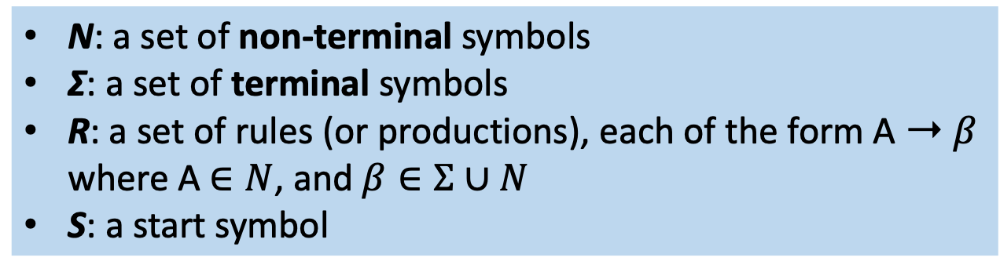 • N: a set of non-terminal symbols
• Σ: a set of terminal symbols
• R: a set of rules (or productions), each of the form A → β
where A ∈ N, and β ∈ Σ ∪ N
• S: a start symbol